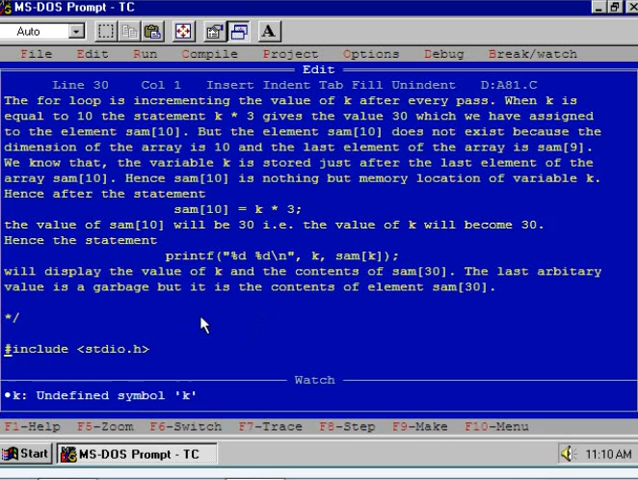 MS-DOS Prompt - TC
Auto
A
File Edit Run Compile Project Options Debug Break/watch
Edit
Line 30 Col 1 Insert Indent Tab Fill Unindent D:A81.C
The for loop is incrementing the value of k after every pass. When k is
equal to 10 the statement k * 3 gives the value 30 which we have assigned
to the element sam[10]. But the element sam[10] does not exist because the
dimension of the array is 10 and the last element of the array is sam[9].
We know that, the variable k is stored just after the last element of the
array sam[10]. Hence sam[10] is nothing but memory location of variable k.
Hence after the statement
sam[10] = k * 3;
the value of sam[10] will be 30 i.e. the value of k will become 30.
Hence the statement
printf("%d %d\n", k, sam[k]);
will display the value of k and the contents of sam[30]. The last arbitary
value is a garbage but it is the contents of element sam[30].
*/
#include <stdio.h>
Watch
•k: Undefined symbol 'k'
F1-Help F5-Zoom F6-Switch F7-Trace F8-Step F9-Make F10-Menu
Start MS-DOS Prompt - TC 11:10 AM